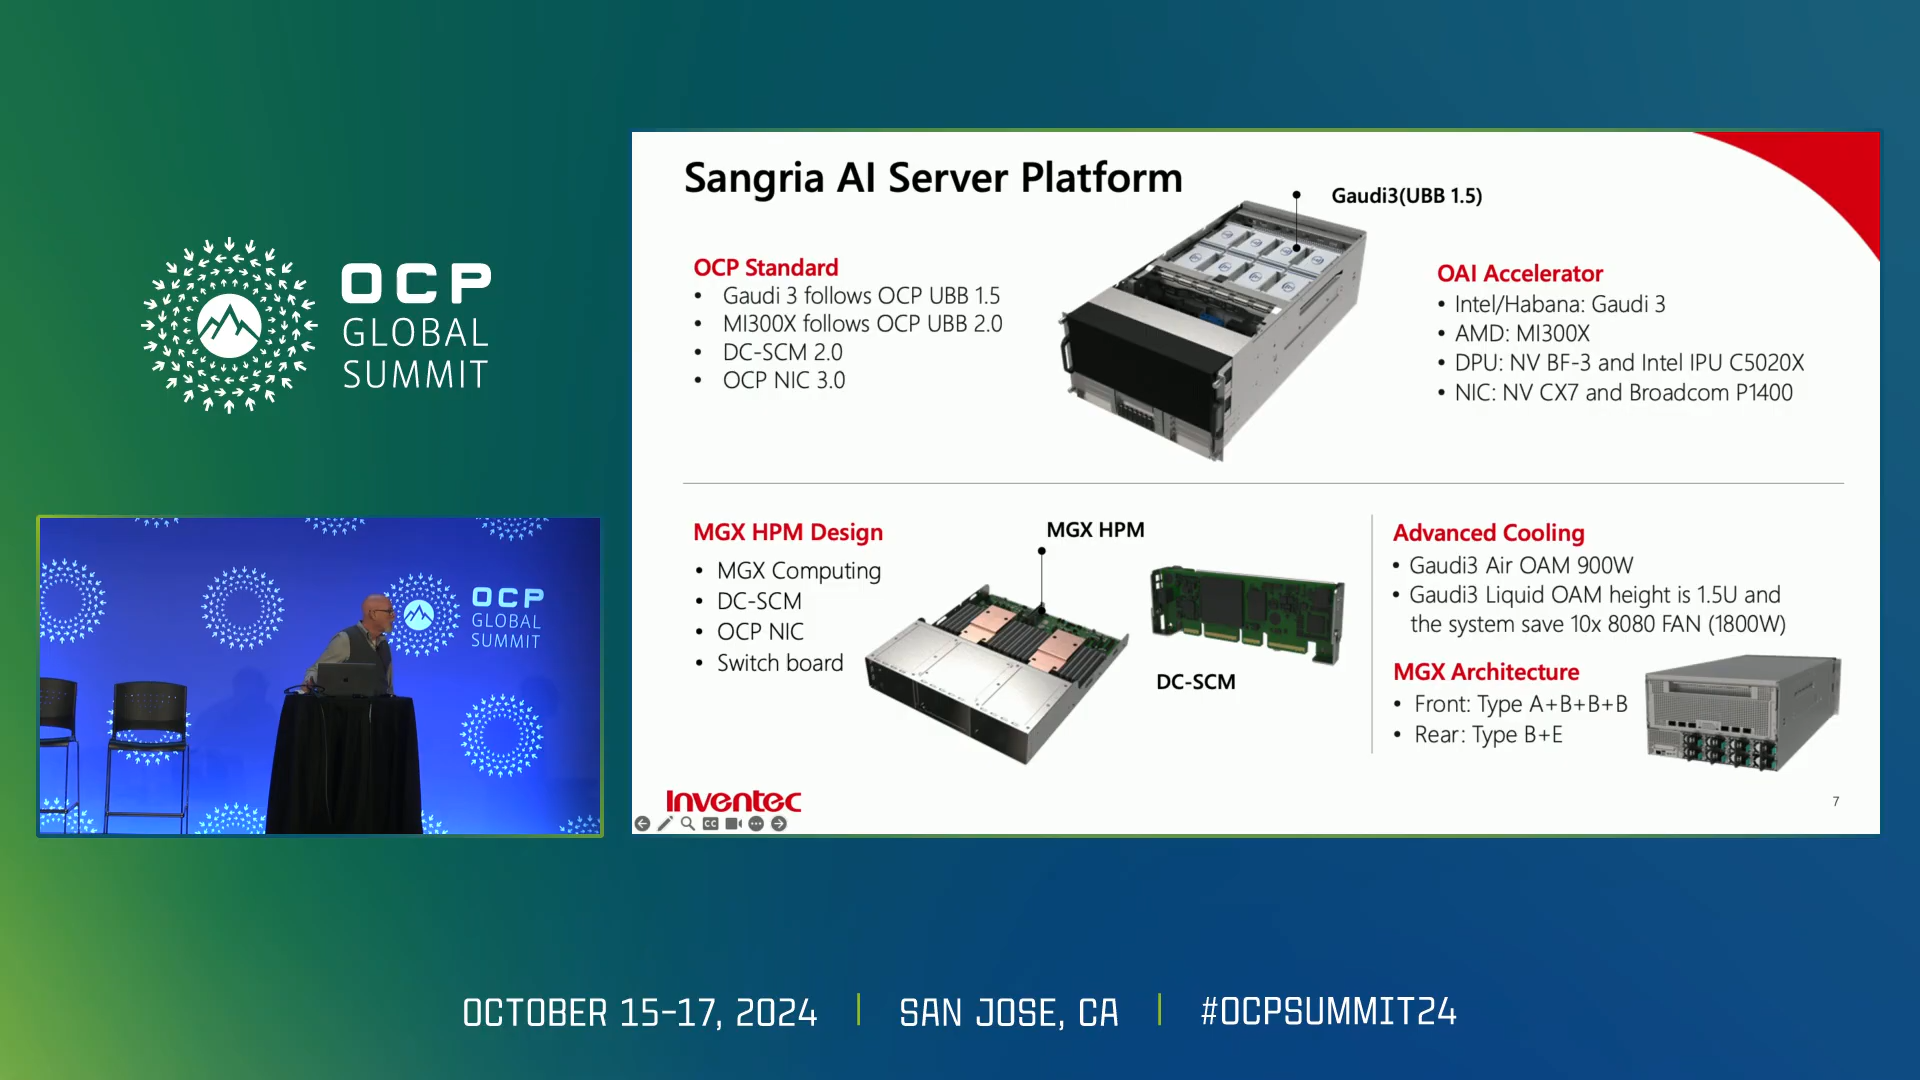 OCP
GLOBAL
SUMMIT
OCP
GLOBAL
SUMMIT
Sangria AI Server Platform
Gaudi3(UBB 1.5)
OCP Standard
• Gaudi 3 follows OCP UBB 1.5
• MI300X follows OCP UBB 2.0
• DC-SCM 2.0
• OCP NIC 3.0
OAI Accelerator
• Intel/Habana: Gaudi 3
• AMD: MI300X
• DPU: NV BF-3 and Intel IPU C5020X
• NIC: NV CX7 and Broadcom P1400
MGX HPM Design
• MGX Computing
• DC-SCM
• OCP NIC
• Switch board
MGX HPM
DC-SCM
Advanced Cooling
• Gaudi3 Air OAM 900W
• Gaudi3 Liquid OAM height is 1.5U and
the system save 10x 8080 FAN (1800W)
MGX Architecture
• Front: Type A+B+B+B
• Rear: Type B+E
Inventec
CC
7
OCTOBER 15-17, 2024 | SAN JOSE, CA | #OCPSUMMIT24